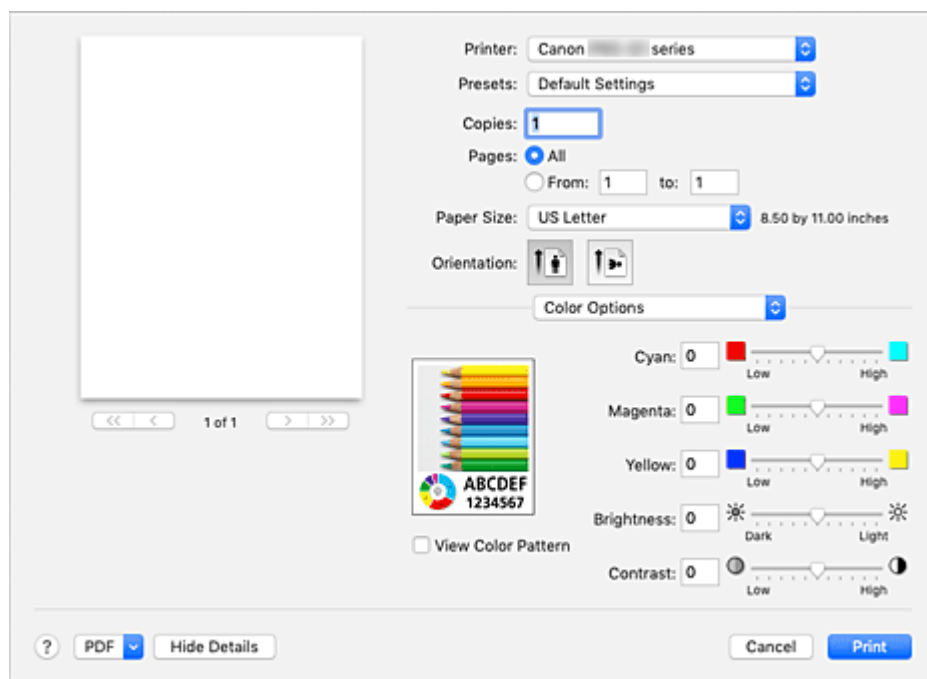 Printer: Canon series
Presets: Default Settings
Copies: 1
Pages: All
From: 1 to: 1
Paper Size: US Letter 8.50 by 11.00 inches
Orientation:
Color Options
1 of 1
Cyan: 0
Low High
Magenta: 0
Low High
Yellow: 0
Low High
ABCDEF
1234567
Brightness: 0
Dark Light
View Color Pattern
Contrast: 0
Low High
? PDF Hide Details Cancel Print